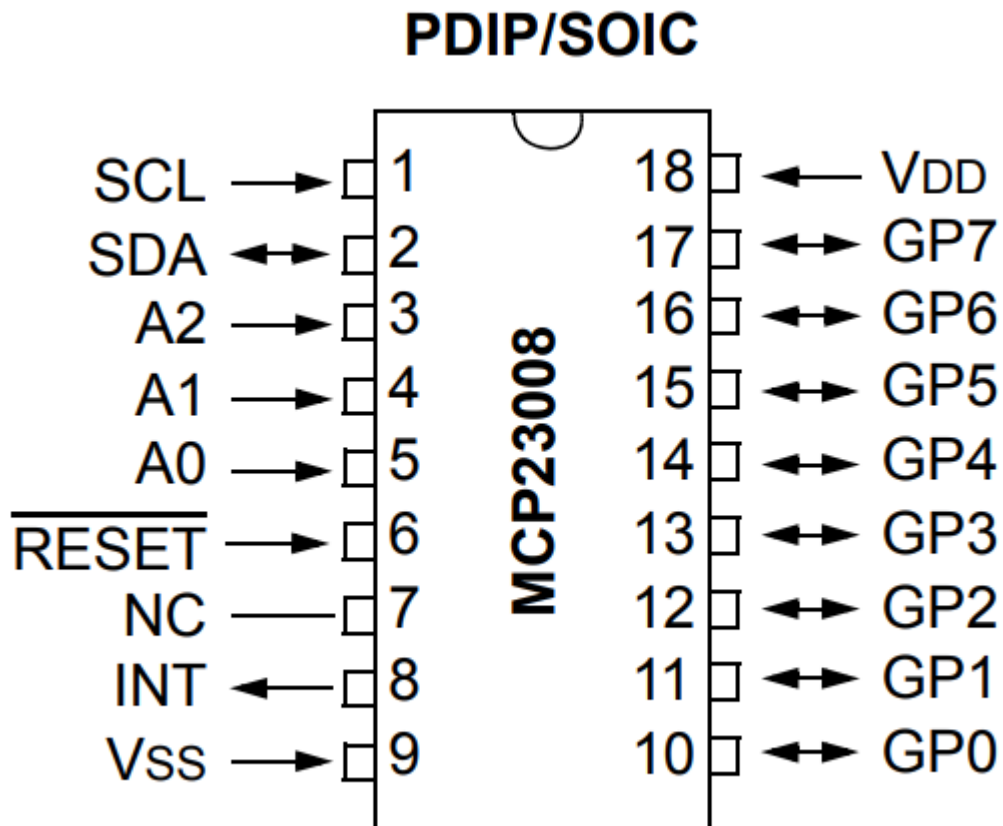 PDIP/SOIC
SCL 1 18 VDD
SDA 2 17 GP7
A2 3 16 GP6
A1 4 15 GP5
A0 5 14 GP4
RESET 6 13 GP3
NC 7 12 GP2
INT 8 11 GP1
VSS 9 10 GP0
MCP23008